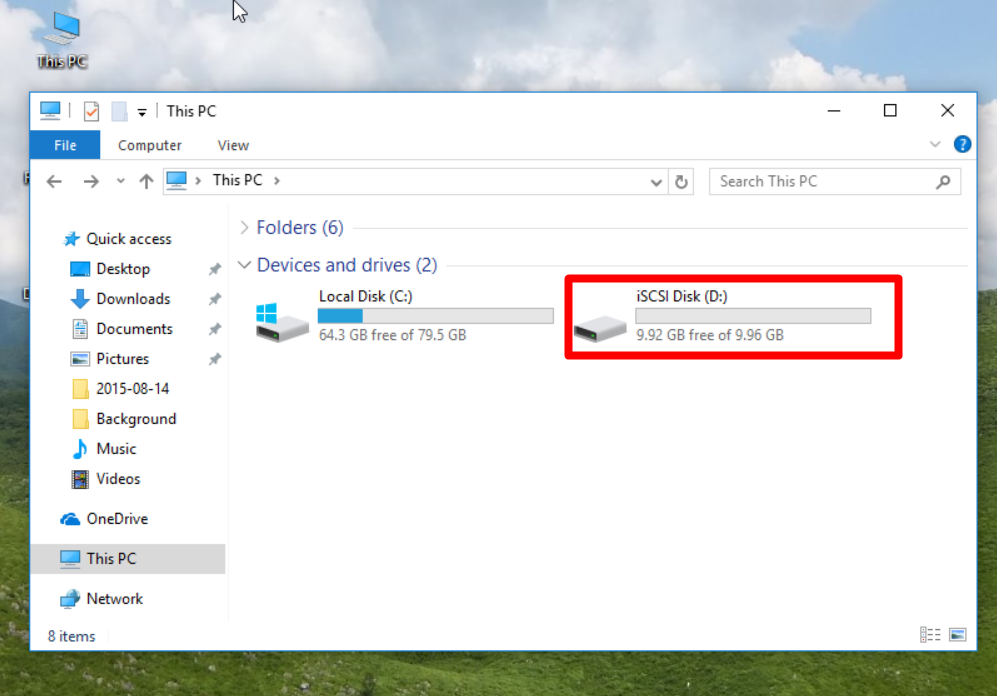 This PC
This PC
File
Computer
View
?
This PC
Search This PC
Quick access
Desktop
Downloads
Documents
Pictures
2015-08-14
Background
Music
Videos
OneDrive
This PC
Network
Folders (6)
Devices and drives (2)
Local Disk (C:)
64.3 GB free of 79.5 GB
iSCSI Disk (D:)
9.92 GB free of 9.96 GB
8 items